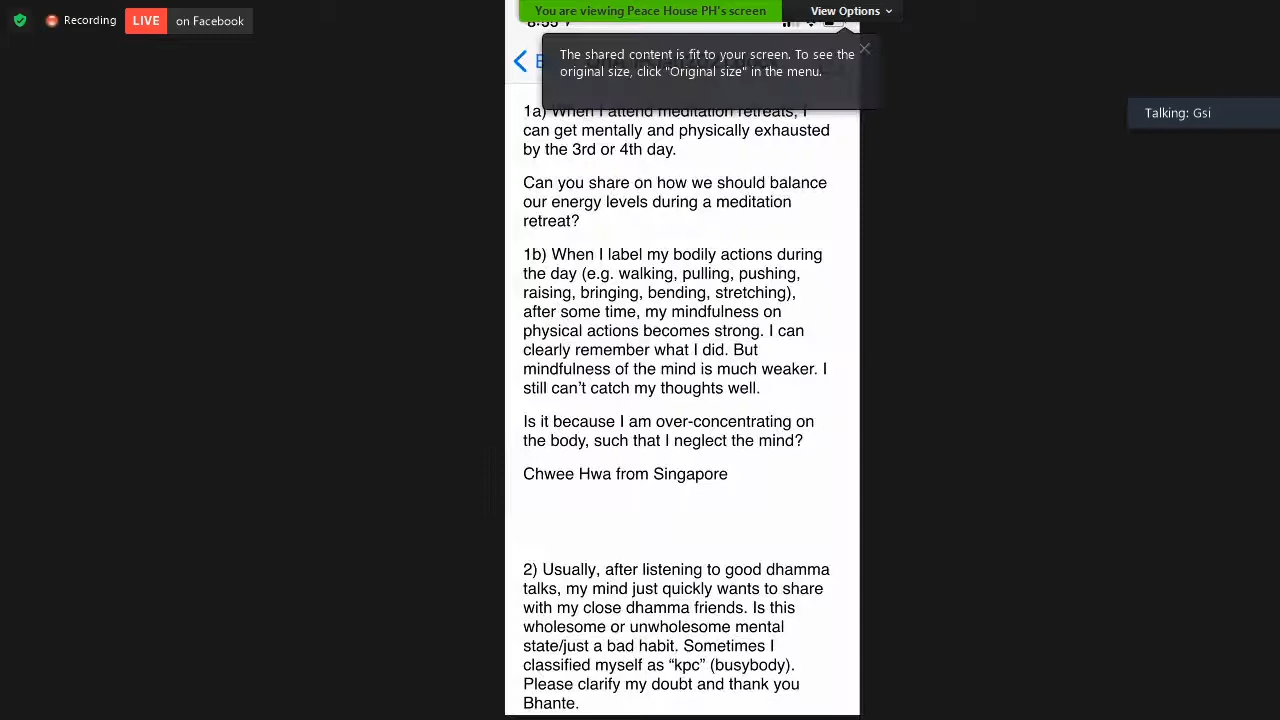 Recording
LIVE
on Facebook
You are viewing Peace House PH's screen
View Options
The shared content is fit to your screen. To see the
original size, click "Original size" in the menu.
Talking: Gsi
1a) When I attend meditation retreats, I
can get mentally and physically exhausted
by the 3rd or 4th day.
Can you share on how we should balance
our energy levels during a meditation
retreat?
1b) When I label my bodily actions during
the day (e.g. walking, pulling, pushing,
raising, bringing, bending, stretching),
after some time, my mindfulness on
physical actions becomes strong. I can
clearly remember what I did. But
mindfulness of the mind is much weaker. I
still can’t catch my thoughts well.
Is it because I am over-concentrating on
the body, such that I neglect the mind?
Chwee Hwa from Singapore
2) Usually, after listening to good dhamma
talks, my mind just quickly wants to share
with my close dhamma friends. Is this
wholesome or unwholesome mental
state/just a bad habit. Sometimes I
classified myself as “kpc” (busybody).
Please clarify my doubt and thank you
Bhante.